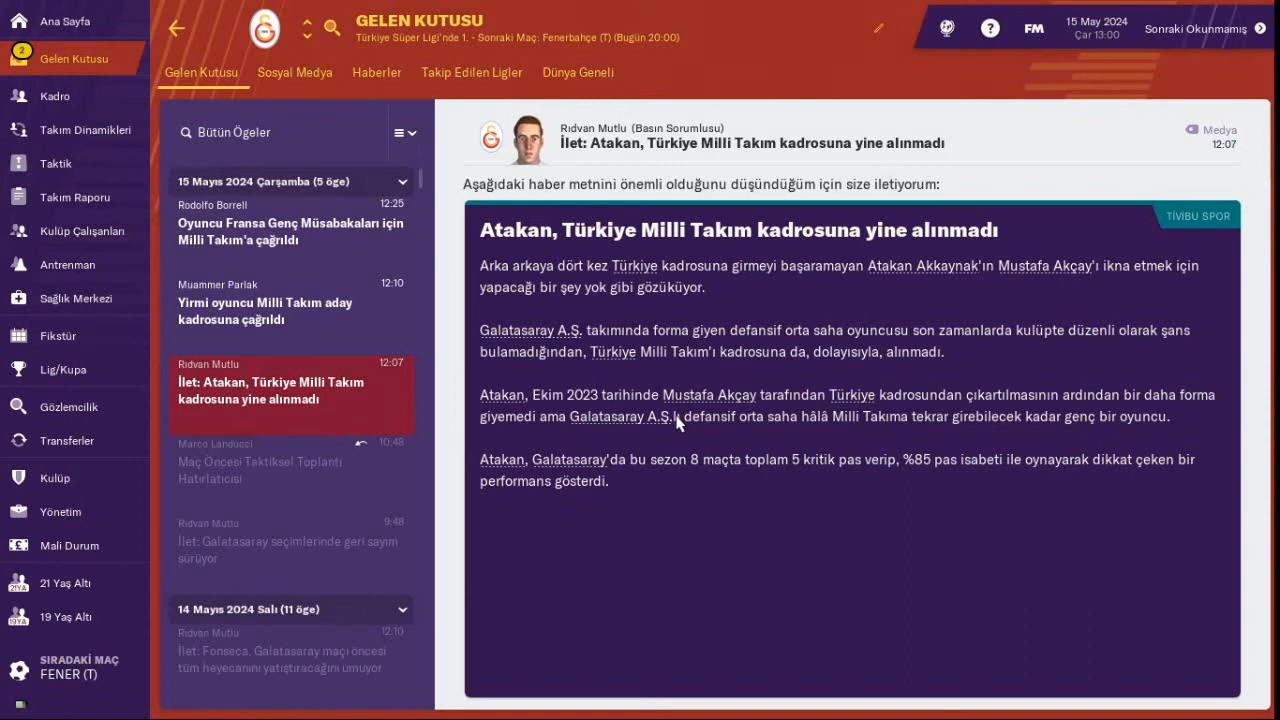 Ana Sayfa
2
Gelen Kutusu
Kadro
Takım Dinamikleri
Taktik
Takım Raporu
Kulüp Çalışanları
Antrenman
Sağlık Merkezi
Fikstür
Lig/Kupa
Gözlemcilik
Transferler
Kulüp
Yönetim
Mali Durum
21YA
21 Yaş Altı
19YA
19 Yaş Altı
SIRADAKİ MAÇ
FENER (T)
GELEN KUTUSU
Türkiye Süper Ligi'nde 1. - Sonraki Maç: Fenerbahçe (T) (Bugün 20:00)
?
FM
15 May 2024
Çar 13:00
Sonraki Okunmamış
Gelen Kutusu
Sosyal Medya
Haberler
Takip Edilen Ligler
Dünya Geneli
Bütün Ögeler
15 Mayıs 2024 Çarşamba (5 öge)
Rodolfo Borrell 12:25
Oyuncu Fransa Genç Müsabakaları için
Milli Takım'a çağrıldı
Muammer Parlak 12:10
Yirmi oyuncu Milli Takım aday
kadrosuna çağrıldı
Rıdvan Mutlu 12:07
İlet: Atakan, Türkiye Milli Takım
kadrosuna yine alınmadı
Marco Landucci 10:48
Maç Öncesi Taktiksel Toplantı
Hatırlatıcısı
Rıdvan Mutlu 9:48
İlet: Galatasaray seçimlerinde geri sayım
sürüyor
14 Mayıs 2024 Salı (11 öge)
Rıdvan Mutlu 12:10
İlet: Fonseca, Galatasaray maçı öncesi
tüm heyecanını yatıştıracağını umuyor
Rıdvan Mutlu (Basın Sorumlusu)
İlet: Atakan, Türkiye Milli Takım kadrosuna yine alınmadı
Medya
12:07
Aşağıdaki haber metnini önemli olduğunu düşündüğüm için size iletiyorum:
TİVİBU SPOR
Atakan, Türkiye Milli Takım kadrosuna yine alınmadı
Arka arkaya dört kez Türkiye kadrosuna girmeyi başaramayan Atakan Akkaynak'ın Mustafa Akçay'ı ikna etmek için
yapacağı bir şey yok gibi gözüküyor.
Galatasaray A.Ş. takımında forma giyen defansif orta saha oyuncusu son zamanlarda kulüpte düzenli olarak şans
bulamadığından, Türkiye Milli Takım'ı kadrosuna da, dolayısıyla, alınmadı.
Atakan, Ekim 2023 tarihinde Mustafa Akçay tarafından Türkiye kadrosundan çıkartılmasının ardından bir daha forma
giyemedi ama Galatasaray A.Ş.lı defansif orta saha hâlâ Milli Takıma tekrar girebilecek kadar genç bir oyuncu.
Atakan, Galatasaray'da bu sezon 8 maçta toplam 5 kritik pas verip, %85 pas isabeti ile oynayarak dikkat çeken bir
performans gösterdi.